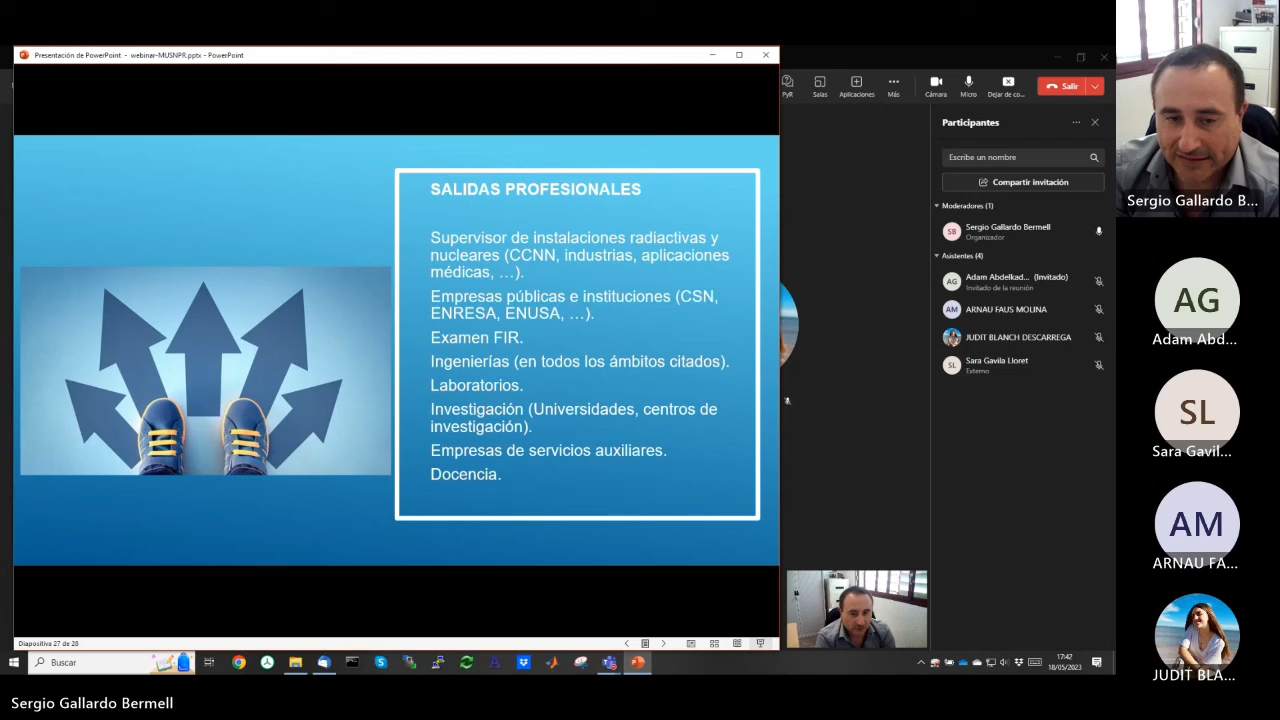 Presentación de PowerPoint - webinar-MUSNPR.pptx - PowerPoint
SALIDAS PROFESIONALES
Supervisor de instalaciones radiactivas y
nucleares (CCNN, industrias, aplicaciones
médicas, …).
Empresas públicas e instituciones (CSN,
ENRESA, ENUSA, …).
Examen FIR.
Ingenierías (en todos los ámbitos citados).
Laboratorios.
Investigación (Universidades, centros de
investigación).
Empresas de servicios auxiliares.
Docencia.
Diapositiva 27 de 28
PyR
Salas
Aplicaciones
Más
Cámara
Micro
Dejar de co...
Salir
Participantes
Escribe un nombre
Compartir invitación
Moderadores (1)
SB
Sergio Gallardo Bermell
Organizador
Asistentes (4)
AG
Adam Abdelkad... (Invitado)
Invitado de la reunión
AM
ARNAU FAUS MOLINA
JUDIT BLANCH DESCARREGA
SL
Sara Gavila Lloret
Externo
Buscar
17:42
18/05/2023
Sergio Gallardo B...
AG
Adam Abd...
SL
Sara Gavil...
AM
ARNAU FA...
JUDIT BLA...
Sergio Gallardo Bermell